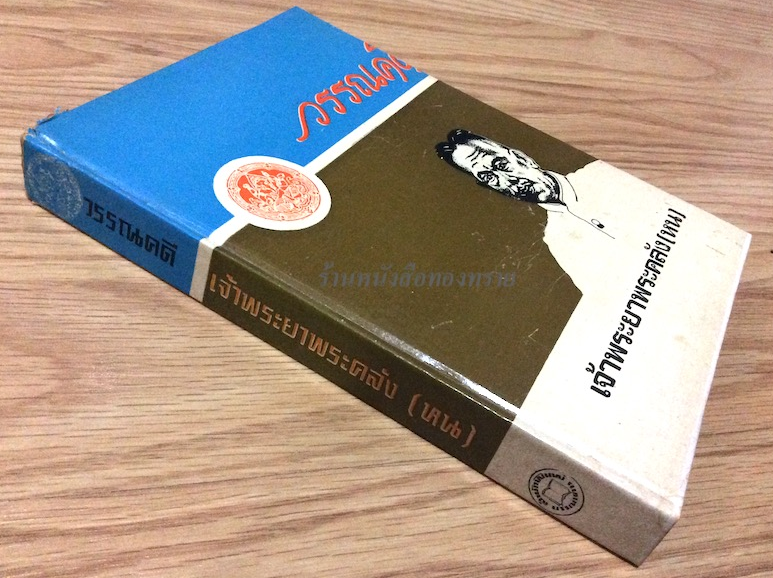 วรรณคดี
เจ้าพระยาพระคลัง(หน)
วรรณคดี
เจ้าพระยาพระคลัง (หน)
ร้านหนังสือทองทราย